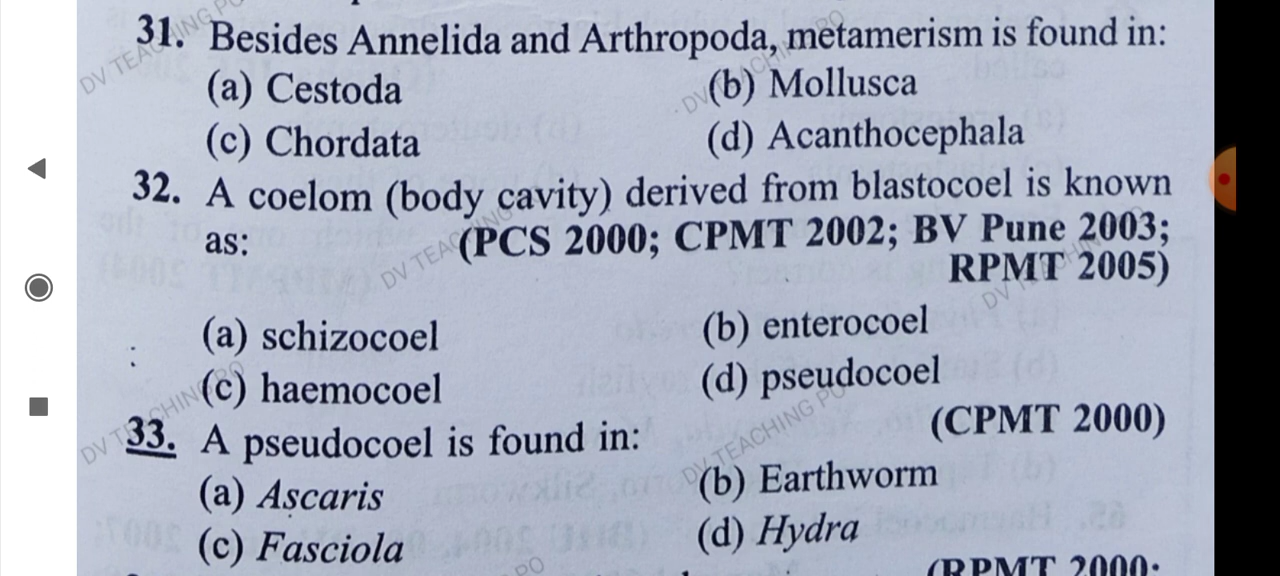 31. Besides Annelida and Arthropoda, metamerism is found in:
(a) Cestoda (b) Mollusca
(c) Chordata (d) Acanthocephala
32. A coelom (body cavity) derived from blastocoel is known
as: (PCS 2000; CPMT 2002; BV Pune 2003;
RPMT 2005)
(a) schizocoel (b) enterocoel
(c) haemocoel (d) pseudocoel
33. A pseudocoel is found in: (CPMT 2000)
(a) Ascaris (b) Earthworm
(c) Fasciola (d) Hydra
(RPMT 2000;